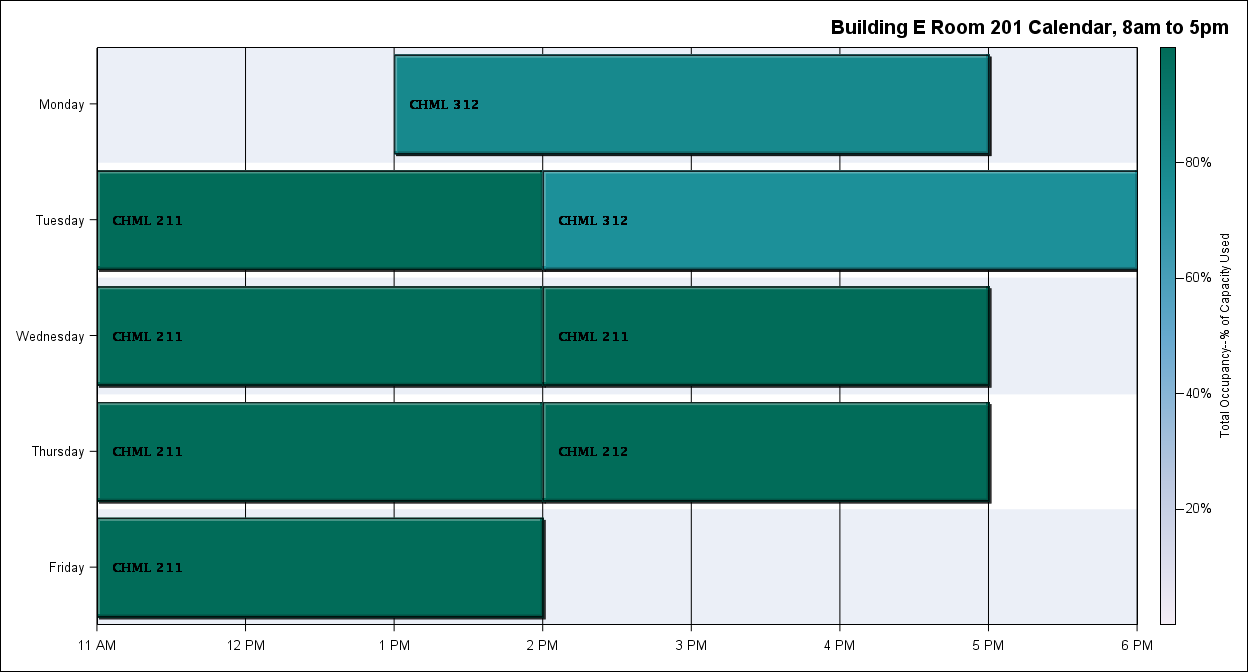 Building E Room 201 Calendar, 8am to 5pm
Monday
CHML 312
Tuesday
CHML 211
CHML 312
Wednesday
CHML 211
CHML 211
Thursday
CHML 211
CHML 212
Friday
CHML 211
11 AM
12 PM
1 PM
2 PM
3 PM
4 PM
5 PM
6 PM
80%
60%
40%
20%
Total Occupancy--% of Capacity Used